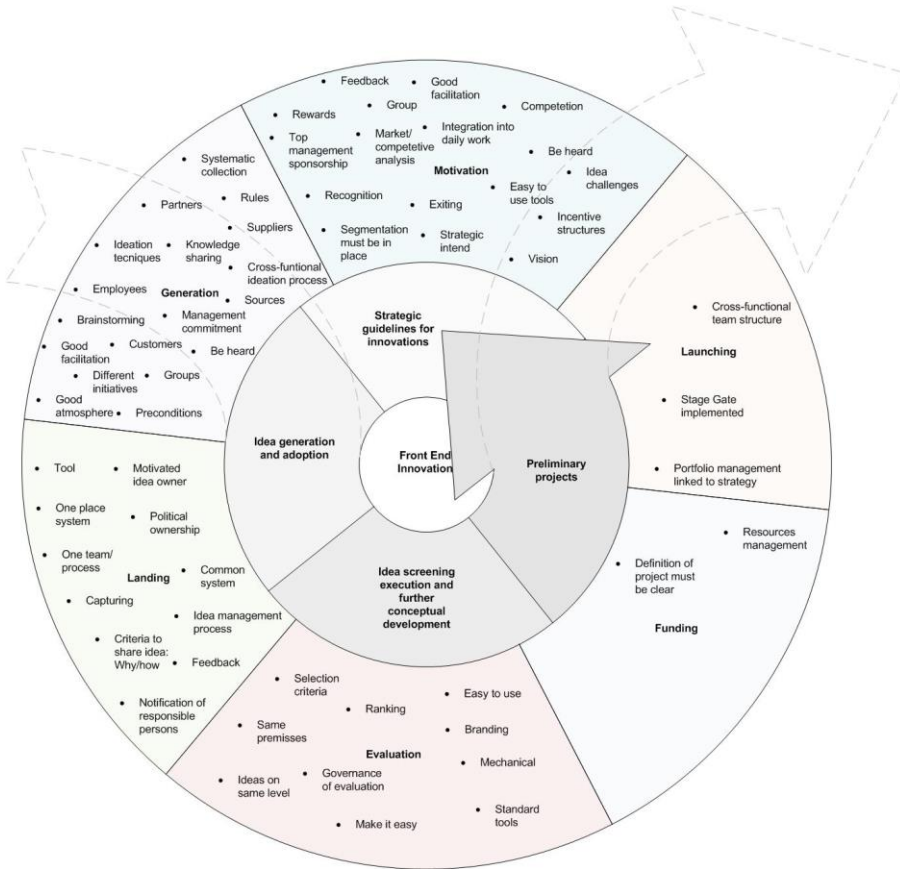 Feedback
Good
facilitation
Group
Competetion
Rewards
Top
management
sponsorship
Market/
competetive
analysis
Integration into
daily work
Be heard
Motivation
Idea
challenges
Recognition
Exiting
Easy to
use tools
Incentive
structures
Segmentation
must be in
place
Strategic
intend
Vision
Systematic
collection
Partners
Rules
Suppliers
Ideation
tecniques
Knowledge
sharing
Cross-funtional
ideation process
Employees
Generation
Sources
Brainstorming
Management
commitment
Good
facilitation
Customers
Be heard
Different
initiatives
Groups
Good
atmosphere
Preconditions
Cross-functional
team structure
Launching
Stage Gate
implemented
Portfolio management
linked to strategy
Strategic
guidelines for
innovations
Idea generation
and adoption
Front End
Innovation
Preliminary
projects
Idea screening
execution and
further
conceptual
development
Tool
Motivated
idea owner
One place
system
Political
ownership
One team/
process
Landing
Common
system
Capturing
Idea management
process
Criteria to
share idea:
Why/how
Feedback
Notification of
responsible
persons
Resources
management
Definition of
project must
be clear
Funding
Selection
criteria
Ranking
Easy to use
Same
premisses
Branding
Evaluation
Mechanical
Ideas on
same level
Governance
of evaluation
Standard
tools
Make it easy